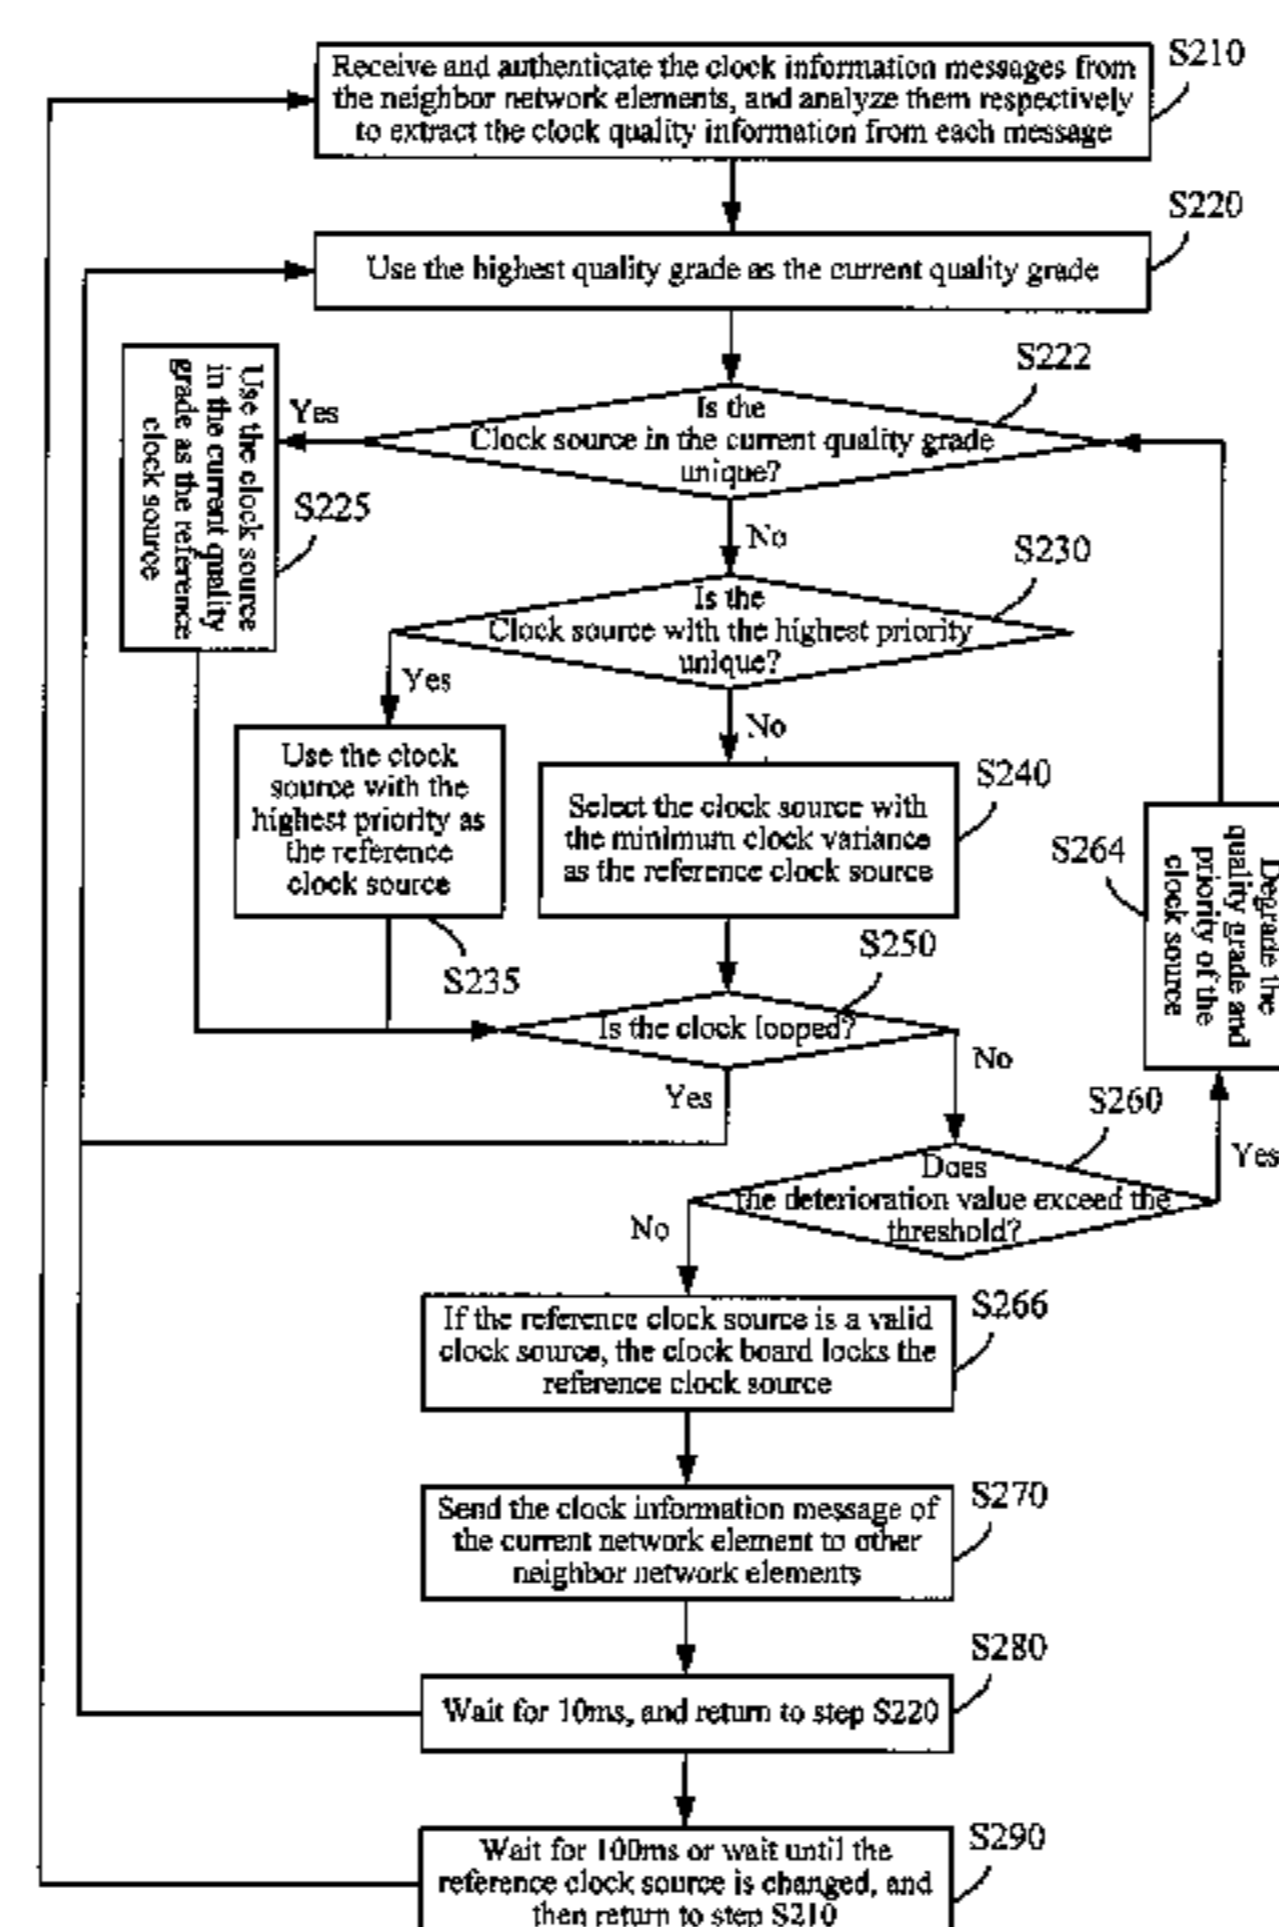 S210
Receive and authenticate the clock information messages from
the neighbor network elements, and analyze them respectively
to extract the clock quality information from each message
S220
Use the highest quality grade as the current quality grade
S222
Is the
Clock source in the current quality grade
unique?
Yes
Use the clock source
in the current quality
grade as the reference
clock source
S225
No
S230
Is the
Clock source with the highest priority
unique?
Yes
No
Use the clock
source with the
highest priority as
the reference
clock source
S235
S240
Select the clock source with
the minimum clock variance
as the reference clock source
S264
Degrade the
quality grade and
priority of the
clock source
S250
Is the clock looped?
Yes
No
S260
Does
the deterioration value exceed the
threshold?
Yes
No
S266
If the reference clock source is a valid
clock source, the clock board locks the
reference clock source
S270
Send the clock information message of
the current network element to other
neighbor network elements
S280
Wait for 10ms, and return to step S220
S290
Wait for 100ms or wait until the
reference clock source is changed, and
then return to step S210